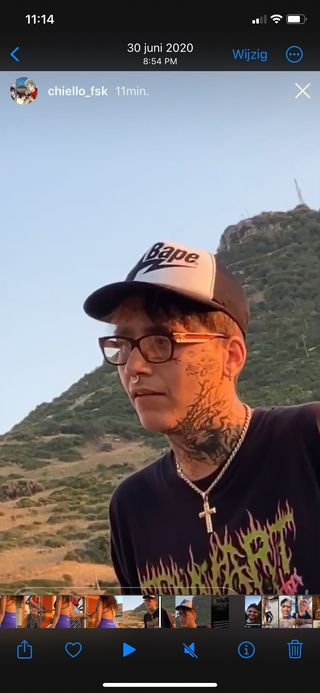 11:14
30 juni 2020
8:54 PM
Wijzig
chiello_fsk 11min.
Bape